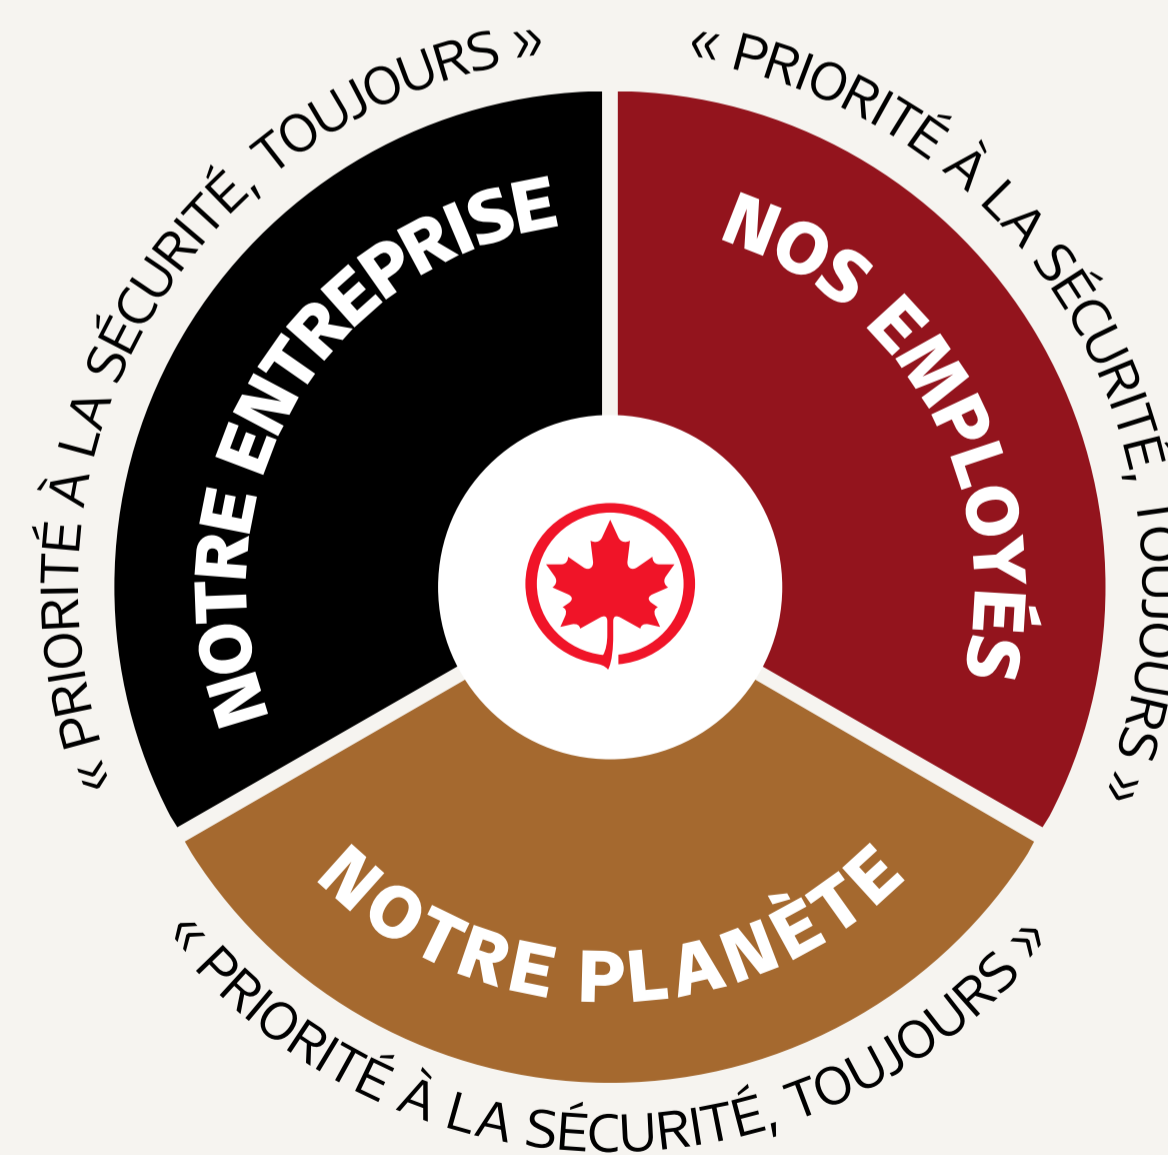 « PRIORITÉ À LA SÉCURITÉ, TOUJOURS »
« PRIORITÉ À LA SÉCURITÉ, TOUJOURS »
NOTRE ENTREPRISE
NOS EMPLOYÉS
NOTRE PLANÈTE
« PRIORITÉ À LA SÉCURITÉ, TOUJOURS »